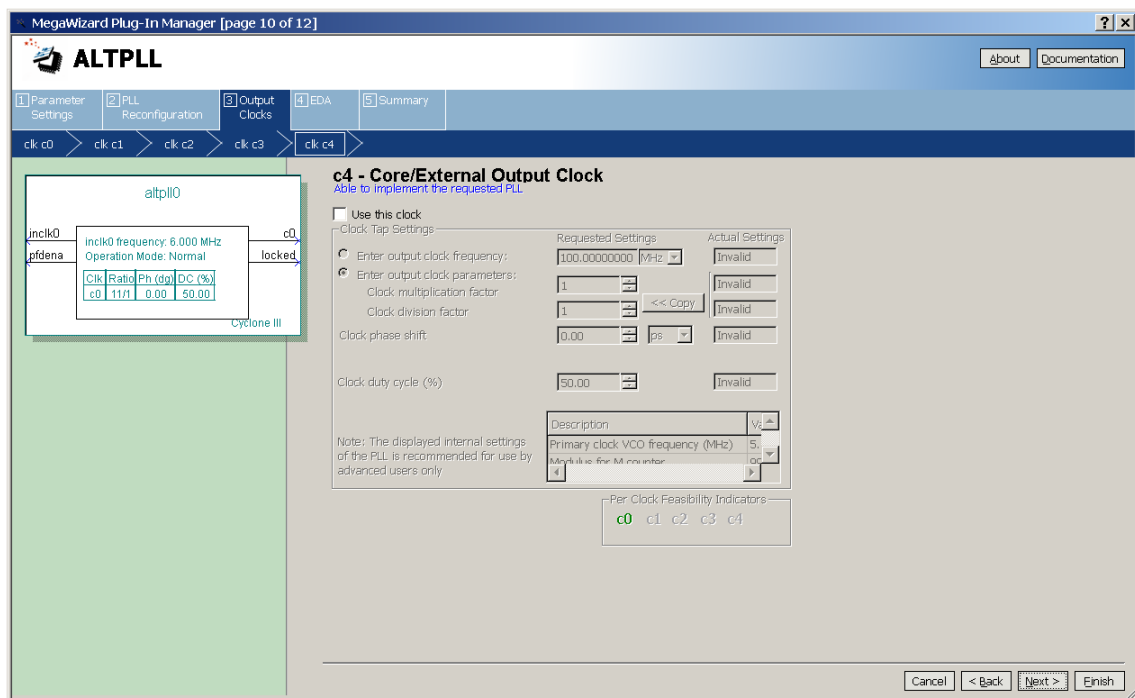 MegaWizard Plug-In Manager [page 10 of 12]
? ×
ALTPLL
About Documentation
1 Parameter Settings
2 PLL Reconfiguration
3 Output Clocks
4 EDA
5 Summary
clk c0 clk c1 clk c2 clk c3 clk c4
altpll0
inclk0
c0
pfdena
locked
inclk0 frequency: 6.000 MHz
Operation Mode: Normal
Clk Ratio Ph (dg) DC (%)
c0 11/1 0.00 50.00
Cyclone III
c4 - Core/External Output Clock
Able to implement the requested PLL
Use this clock
Clock Tap Settings
Requested Settings Actual Settings
Enter output clock frequency: 100.00000000 MHz Invalid
Enter output clock parameters:
Clock multiplication factor 1 Invalid
<< Copy
Clock division factor 1 Invalid
Clock phase shift 0.00 ps Invalid
Clock duty cycle (%) 50.00 Invalid
Note: The displayed internal settings
of the PLL is recommended for use by
advanced users only
Description
Primary clock VCO frequency (MHz) 5.
Modulus for M counter
Per Clock Feasibility Indicators
c0 c1 c2 c3 c4
Cancel < Back Next > Finish